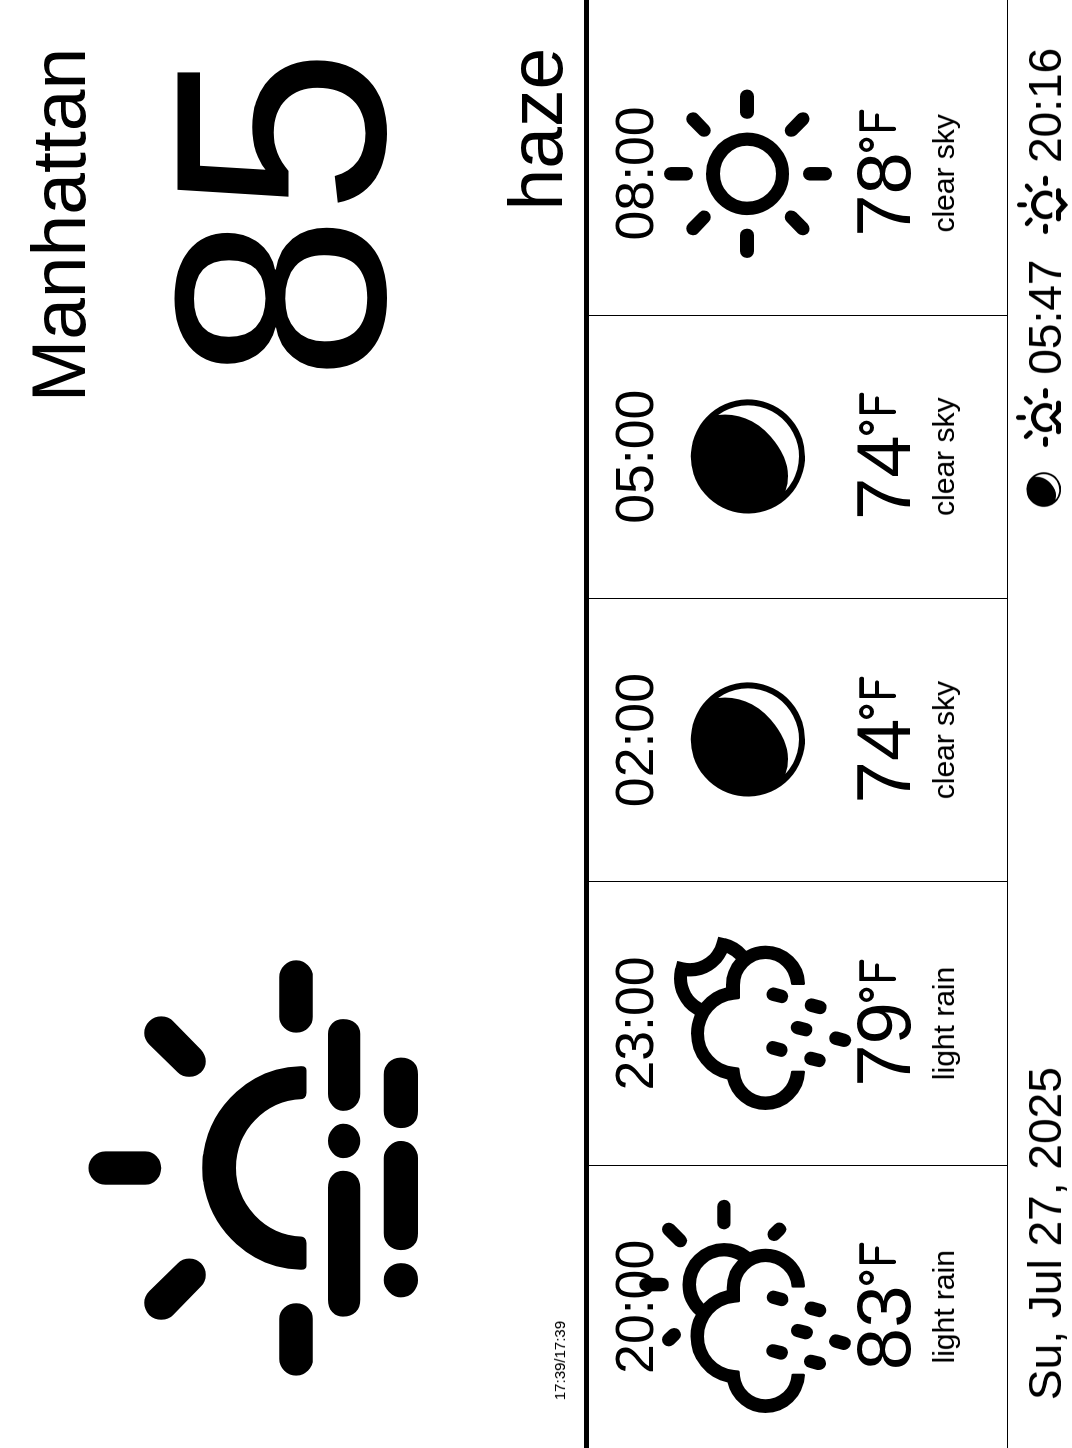 Manhattan
85
haze
17:39/17:39
20:00
83°F
light rain
23:00
79°F
light rain
02:00
74°F
clear sky
05:00
74°F
clear sky
08:00
78°F
clear sky
Su, Jul 27, 2025
05:47
20:16